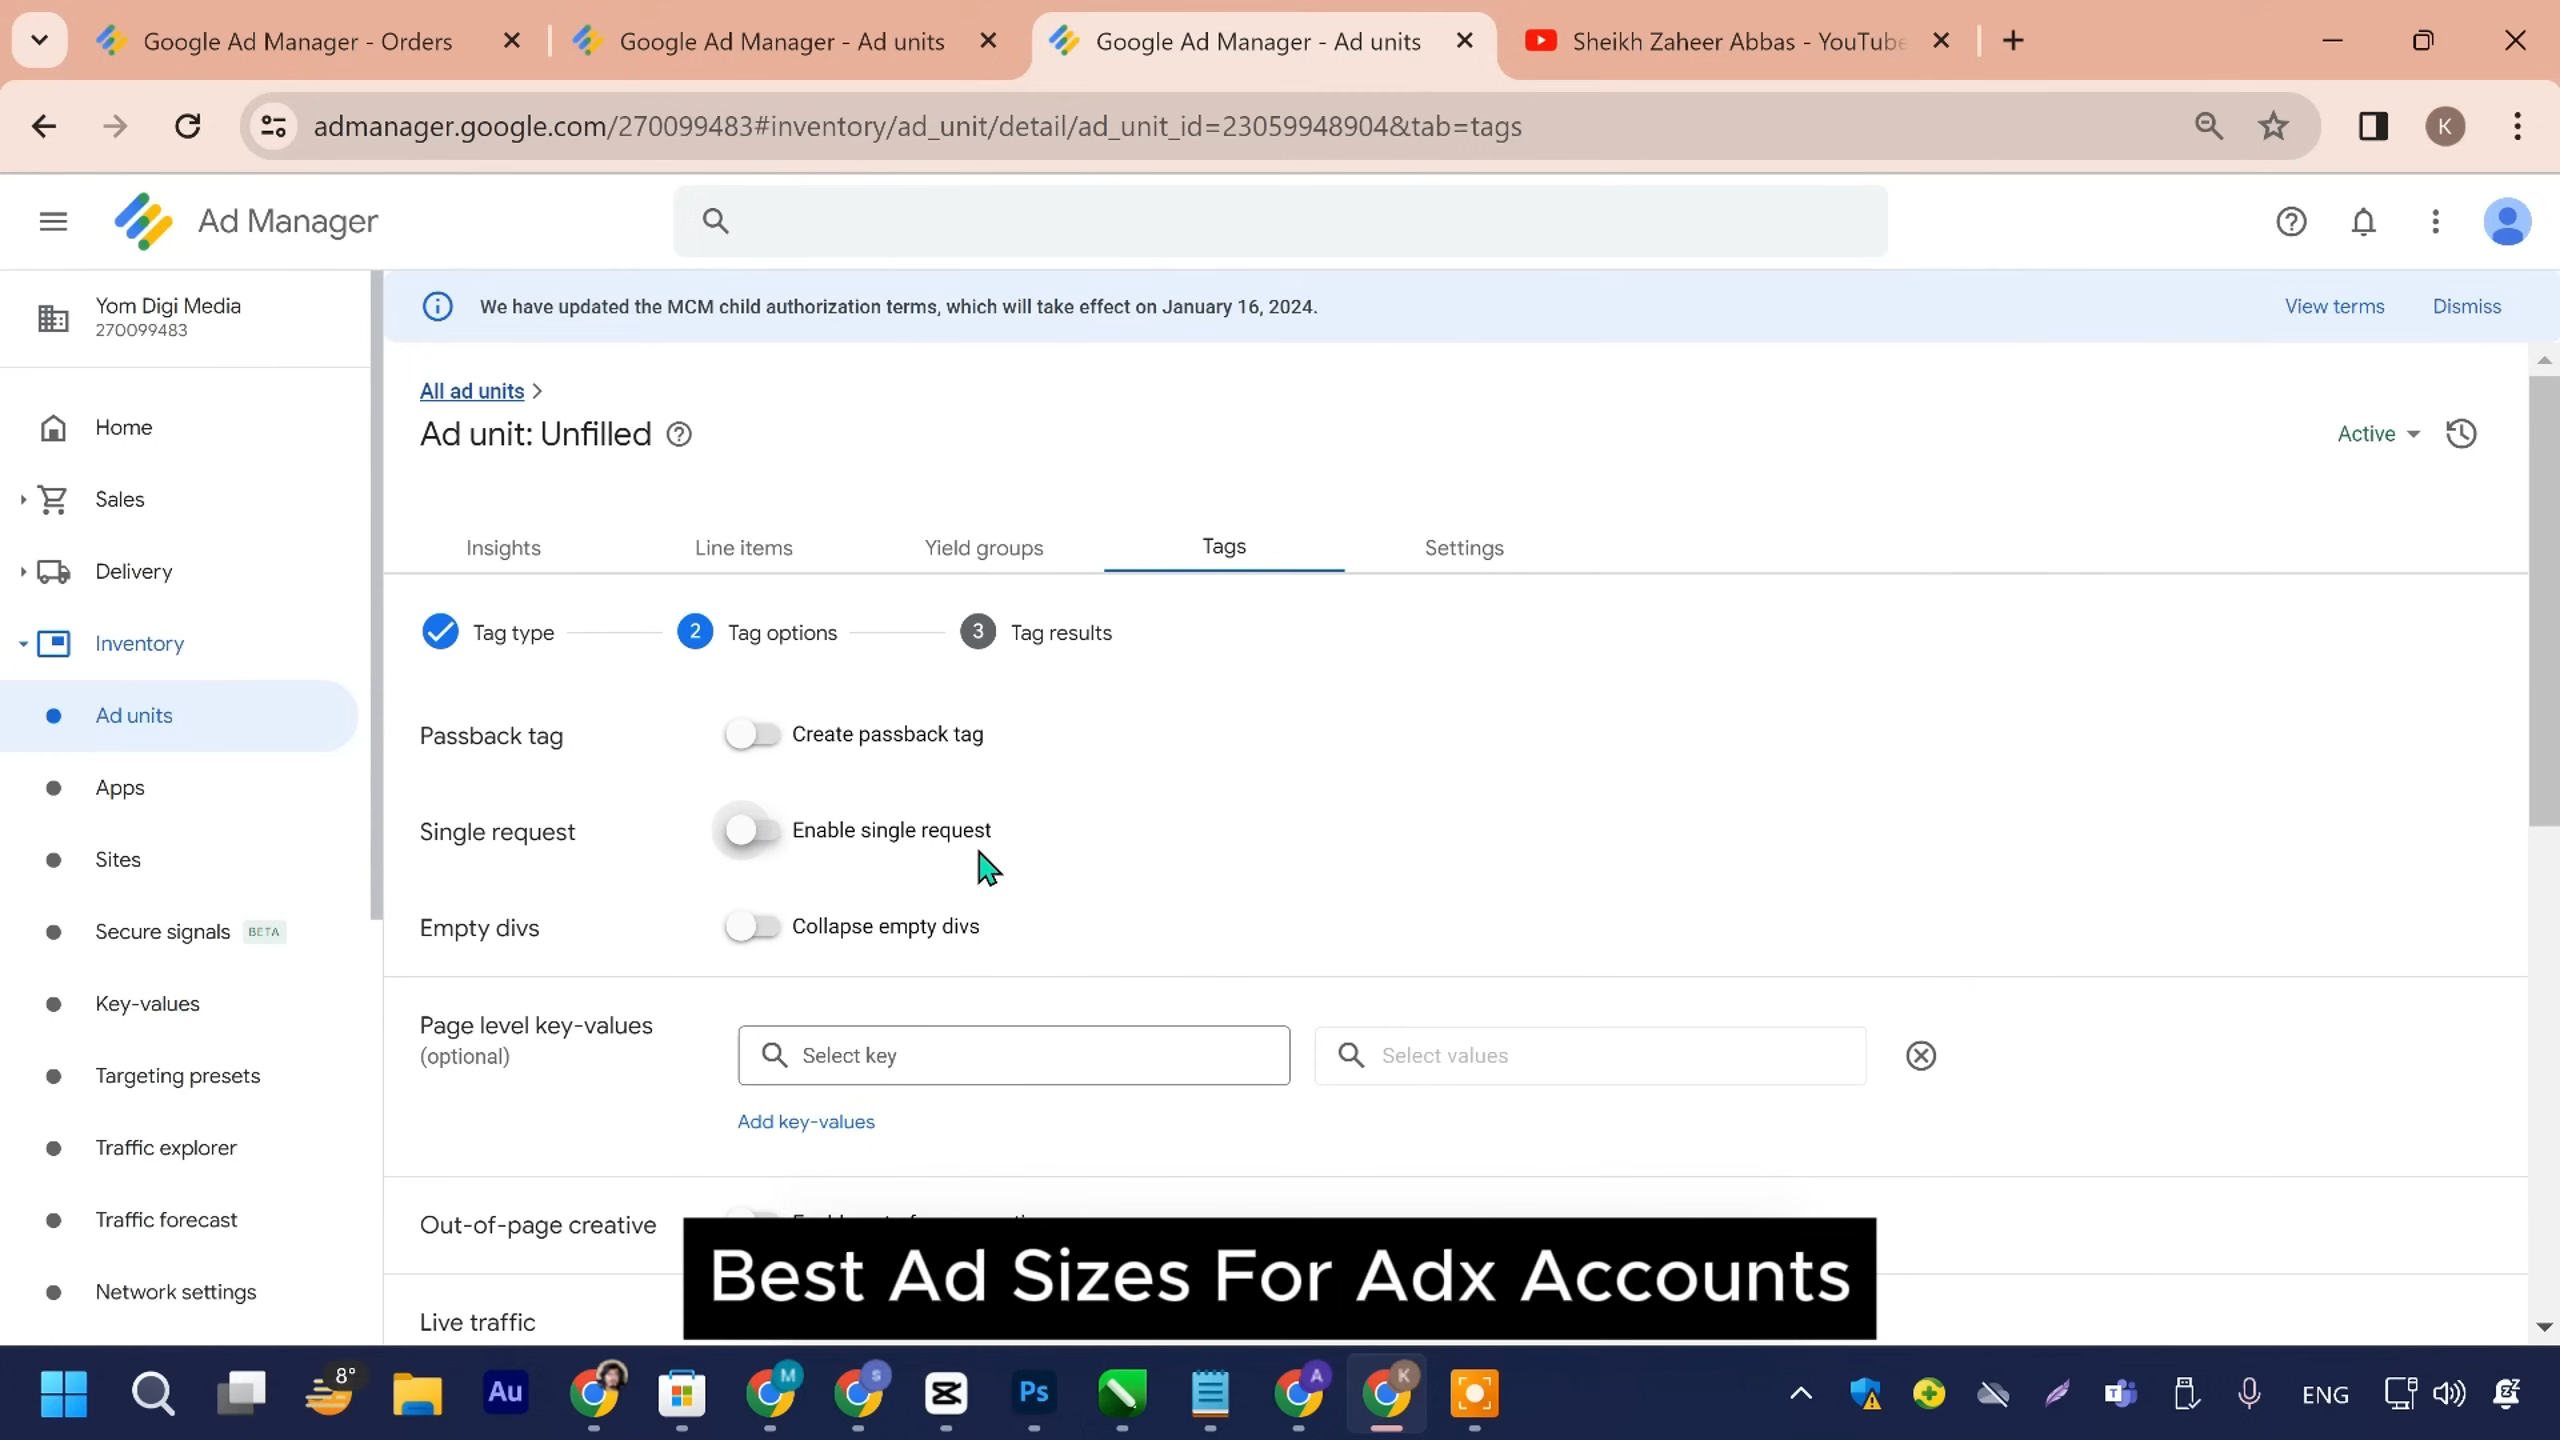 Google Ad Manager - Orders
Google Ad Manager - Ad units
Google Ad Manager - Ad units
Sheikh Zaheer Abbas - YouTube
admanager.google.com/270099483#inventory/ad_unit/detail/ad_unit_id=23059948904&tab=tags
K
Ad Manager
Yom Digi Media
270099483
We have updated the MCM child authorization terms, which will take effect on January 16, 2024.
View terms
Dismiss
Home
Sales
Delivery
Inventory
Ad units
Apps
Sites
Secure signals BETA
Key-values
Targeting presets
Traffic explorer
Traffic forecast
Network settings
All ad units
Ad unit: Unfilled
Active
Insights
Line items
Yield groups
Tags
Settings
Tag type
2 Tag options
3 Tag results
Passback tag
Create passback tag
Single request
Enable single request
Empty divs
Collapse empty divs
Page level key-values
(optional)
Select key
Select values
Add key-values
Out-of-page creative
Live traffic
Best Ad Sizes For Adx Accounts
8°
Au
M
S
Ps
A
K
ENG